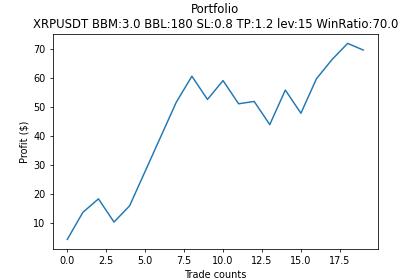 Portfolio
XRPUSDT BBM:3.0 BBL:180 SL:0.8 TP:1.2 lev:15 WinRatio:70.0
70
60
50
40
30
20
10
Profit ($)
0.0 2.5 5.0 7.5 10.0 12.5 15.0 17.5
Trade counts